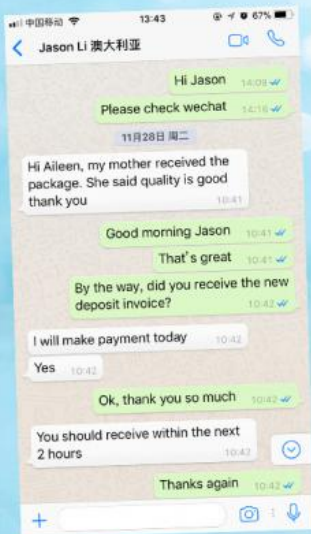 中国移动 13:43 67%
Jason Li 澳大利亚
Hi Jason 14:09
Please check wechat 14:16
11月28日 周二
Hi Aileen, my mother received the
package. She said quality is good
thank you 10:41
Good morning Jason 10:41
That's great 10:41
By the way, did you receive the new
deposit invoice? 10:42
I will make payment today 10:42
Yes 10:42
Ok, thank you so much 10:42
You should receive within the next
2 hours 10:42
Thanks again 10:42